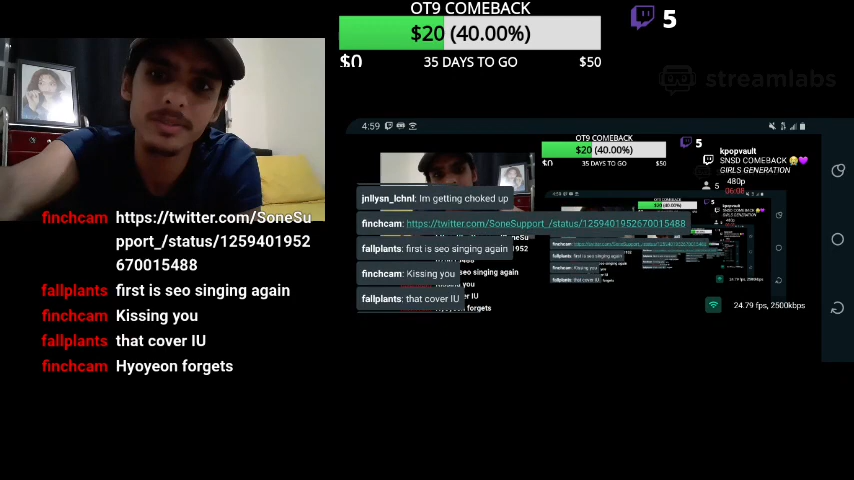 OT9 COMEBACK
$20 (40.00%)
$0 35 DAYS TO GO $50
5
streamlabs
finchcam https://twitter.com/SoneSu
pport_/status/1259401952
670015488
fallplants first is seo singing again
finchcam Kissing you
fallplants that cover IU
finchcam Hyoyeon forgets
4:59
OT9 COMEBACK
$20 (40.00%)
35 DAYS TO GO
5
kpopvault
SNSD COMEBACK 😭💜
GIRLS GENERATION
480p
5
06:08
jnllysn_lchnl: Im getting choked up
finchcam: https://twitter.com/SoneSupport_/status/1259401952670015488
fallplants: first is seo singing again
finchcam: Kissing you
fallplants: that cover IU
24.79 fps, 2500kbps